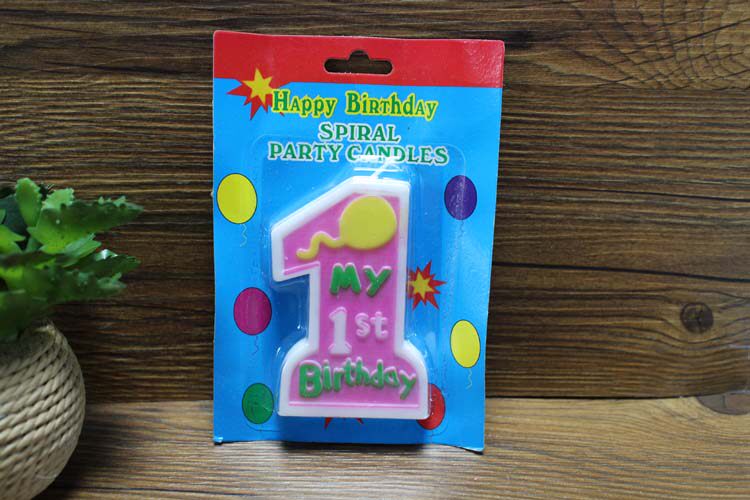 Happy Birthday
SPIRAL
PARTY CANDLES
My
1st
Birthday